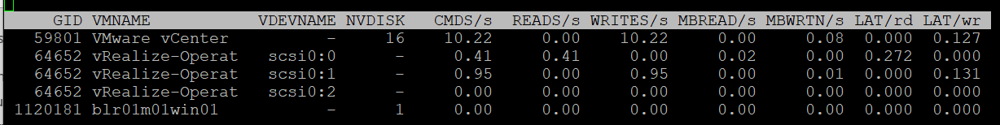 GID VMNAME VDEVNAME NVDISK CMDS/s READS/s WRITES/s MBREAD/s MBWRTN/s LAT/rd LAT/wr
59801 VMware vCenter - 16 10.22 0.00 10.22 0.00 0.08 0.000 0.127
64652 vRealize-Operat scsi0:0 - 0.41 0.41 0.00 0.02 0.00 0.272 0.000
64652 vRealize-Operat scsi0:1 - 0.95 0.00 0.95 0.00 0.01 0.000 0.131
64652 vRealize-Operat scsi0:2 - 0.00 0.00 0.00 0.00 0.00 0.000 0.000
1120181 blr01m01win01 - 1 0.00 0.00 0.00 0.00 0.00 0.000 0.000